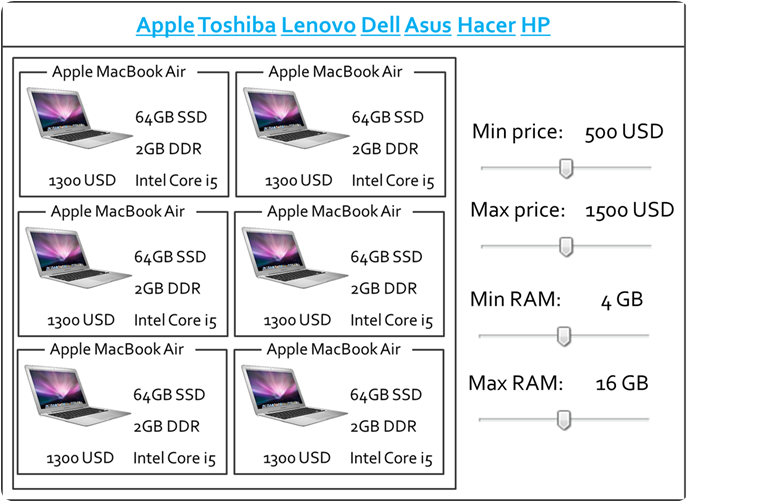 Apple Toshiba Lenovo Dell Asus Hacer HP
Apple MacBook Air
64GB SSD
2GB DDR
1300 USD Intel Core i5
Apple MacBook Air
64GB SSD
2GB DDR
1300 USD Intel Core i5
Apple MacBook Air
64GB SSD
2GB DDR
1300 USD Intel Core i5
Apple MacBook Air
64GB SSD
2GB DDR
1300 USD Intel Core i5
Apple MacBook Air
64GB SSD
2GB DDR
1300 USD Intel Core i5
Apple MacBook Air
64GB SSD
2GB DDR
1300 USD Intel Core i5
Min price: 500 USD
Max price: 1500 USD
Min RAM: 4 GB
Max RAM: 16 GB